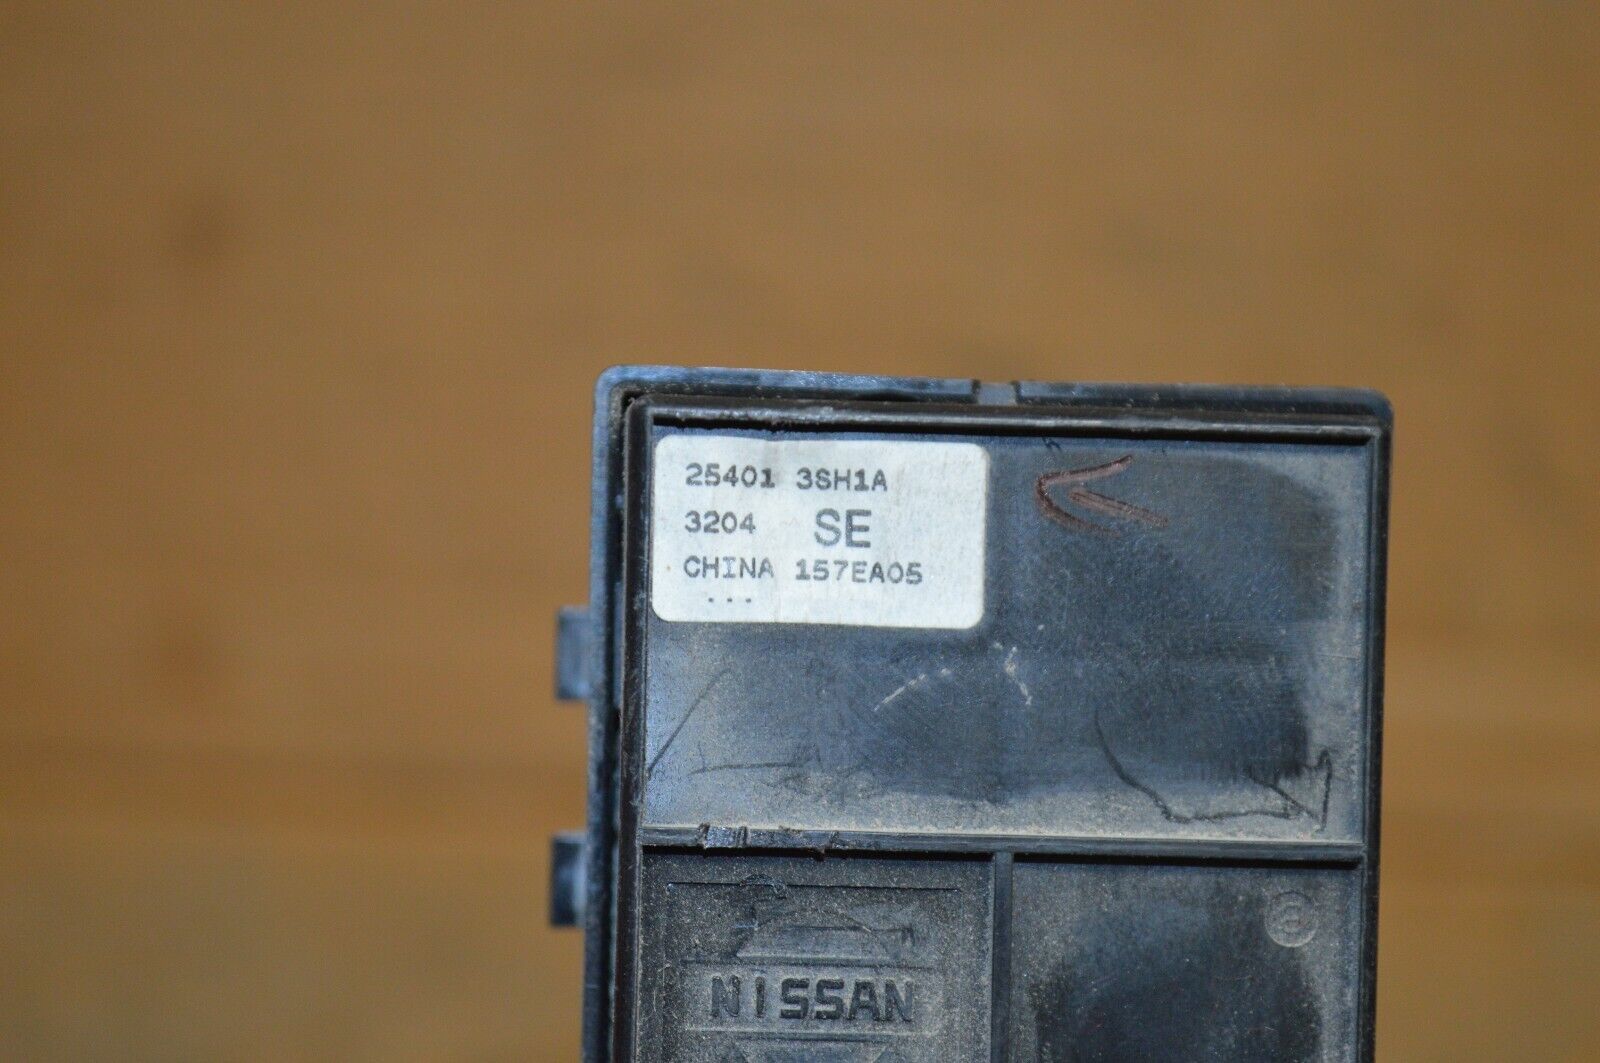 25401 3SH1A
3204 SE
CHINA 157EA05
...
NISSAN